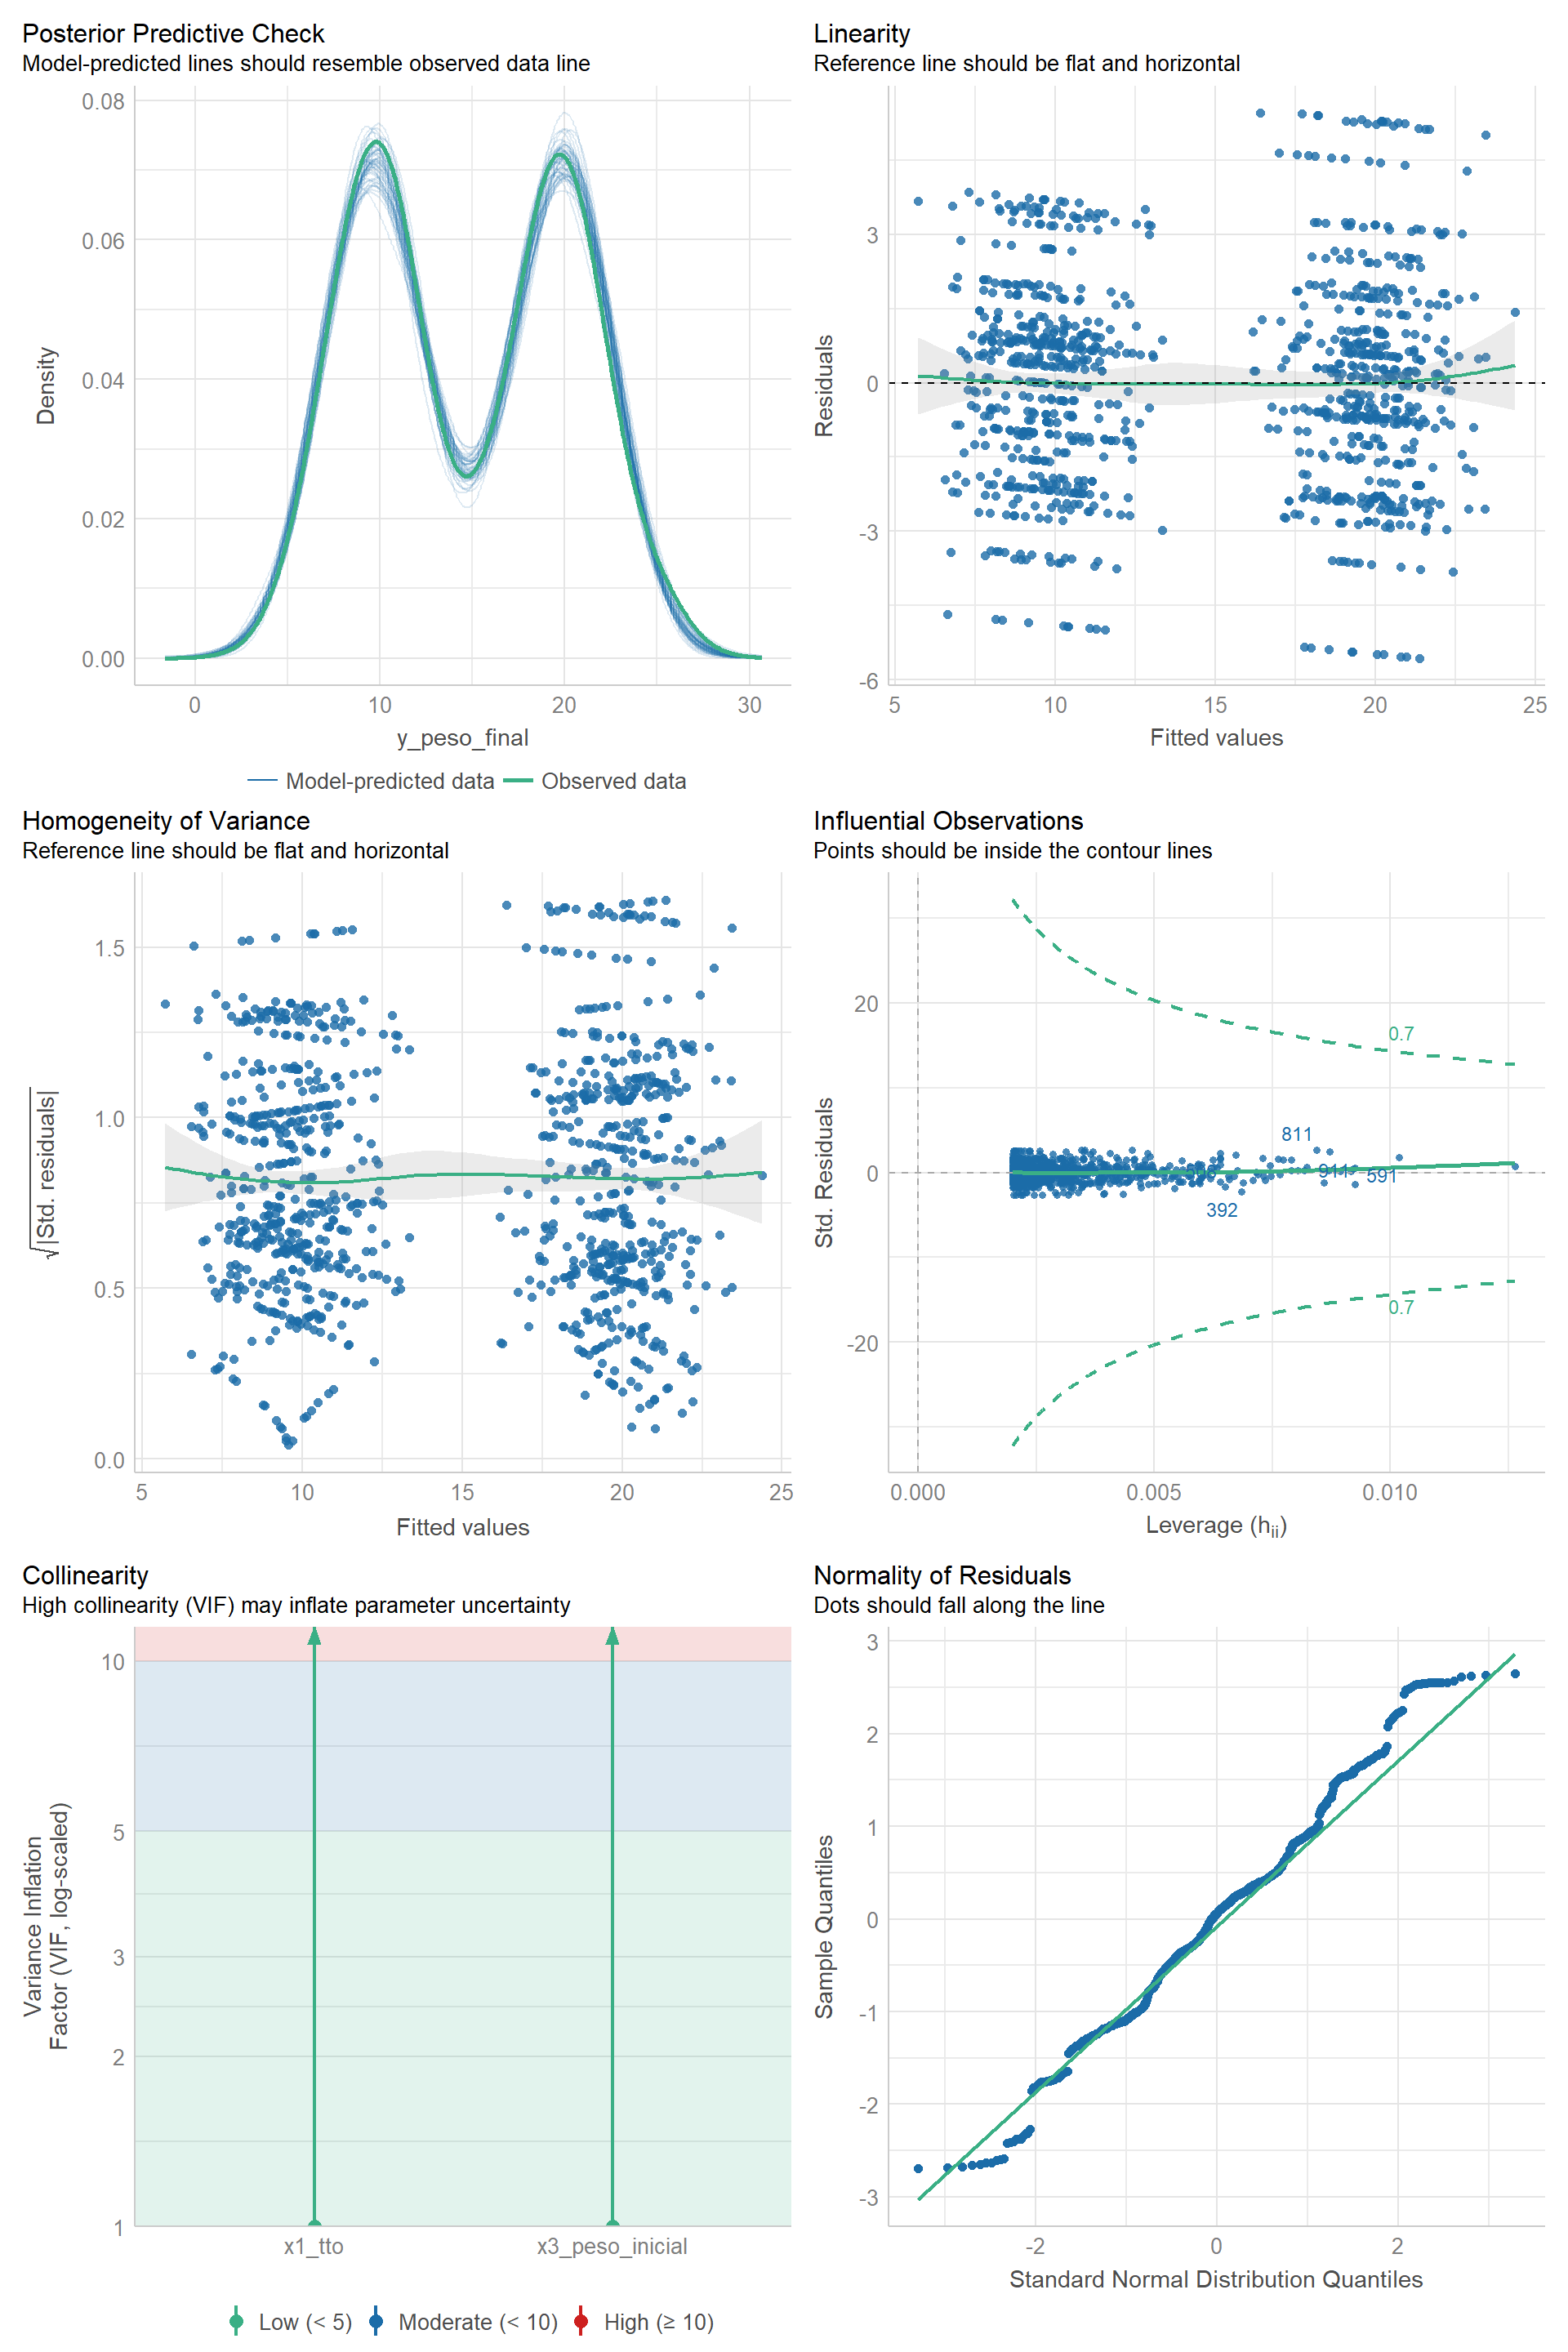 Posterior Predictive Check
Model-predicted lines should resemble observed data line
0.08
0.06
0.04
0.02
0.00
Density
0
10
20
30
y_peso_final
Model-predicted data
Observed data
Linearity
Reference line should be flat and horizontal
3
0
-3
-6
Residuals
5
10
15
20
25
Fitted values
Homogeneity of Variance
Reference line should be flat and horizontal
1.5
1.0
0.5
0.0
√|Std. residuals|
5
10
15
20
25
Fitted values
Influential Observations
Points should be inside the contour lines
20
0
-20
Std. Residuals
0.7
811
911
591
392
0.7
0.000
0.005
0.010
Leverage (hii)
Collinearity
High collinearity (VIF) may inflate parameter uncertainty
10
5
3
2
1
Variance Inflation
Factor (VIF, log-scaled)
x1_tto
x3_peso_inicial
Low (< 5)
Moderate (< 10)
High (≥ 10)
Normality of Residuals
Dots should fall along the line
3
2
1
0
-1
-2
-3
Sample Quantiles
-2
0
2
Standard Normal Distribution Quantiles